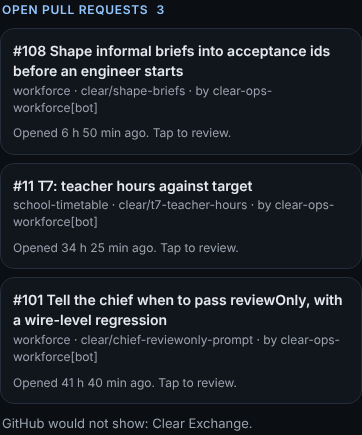 OPEN PULL REQUESTS 3
#108 Shape informal briefs into acceptance ids
before an engineer starts
workforce · clear/shape-briefs · by clear-ops-
workforce[bot]
Opened 6 h 50 min ago. Tap to review.
#11 T7: teacher hours against target
school-timetable · clear/t7-teacher-hours · by clear-ops-
workforce[bot]
Opened 34 h 25 min ago. Tap to review.
#101 Tell the chief when to pass reviewOnly, with
a wire-level regression
workforce · clear/chief-reviewonly-prompt · by clear-ops-
workforce[bot]
Opened 41 h 40 min ago. Tap to review.
GitHub would not show: Clear Exchange.